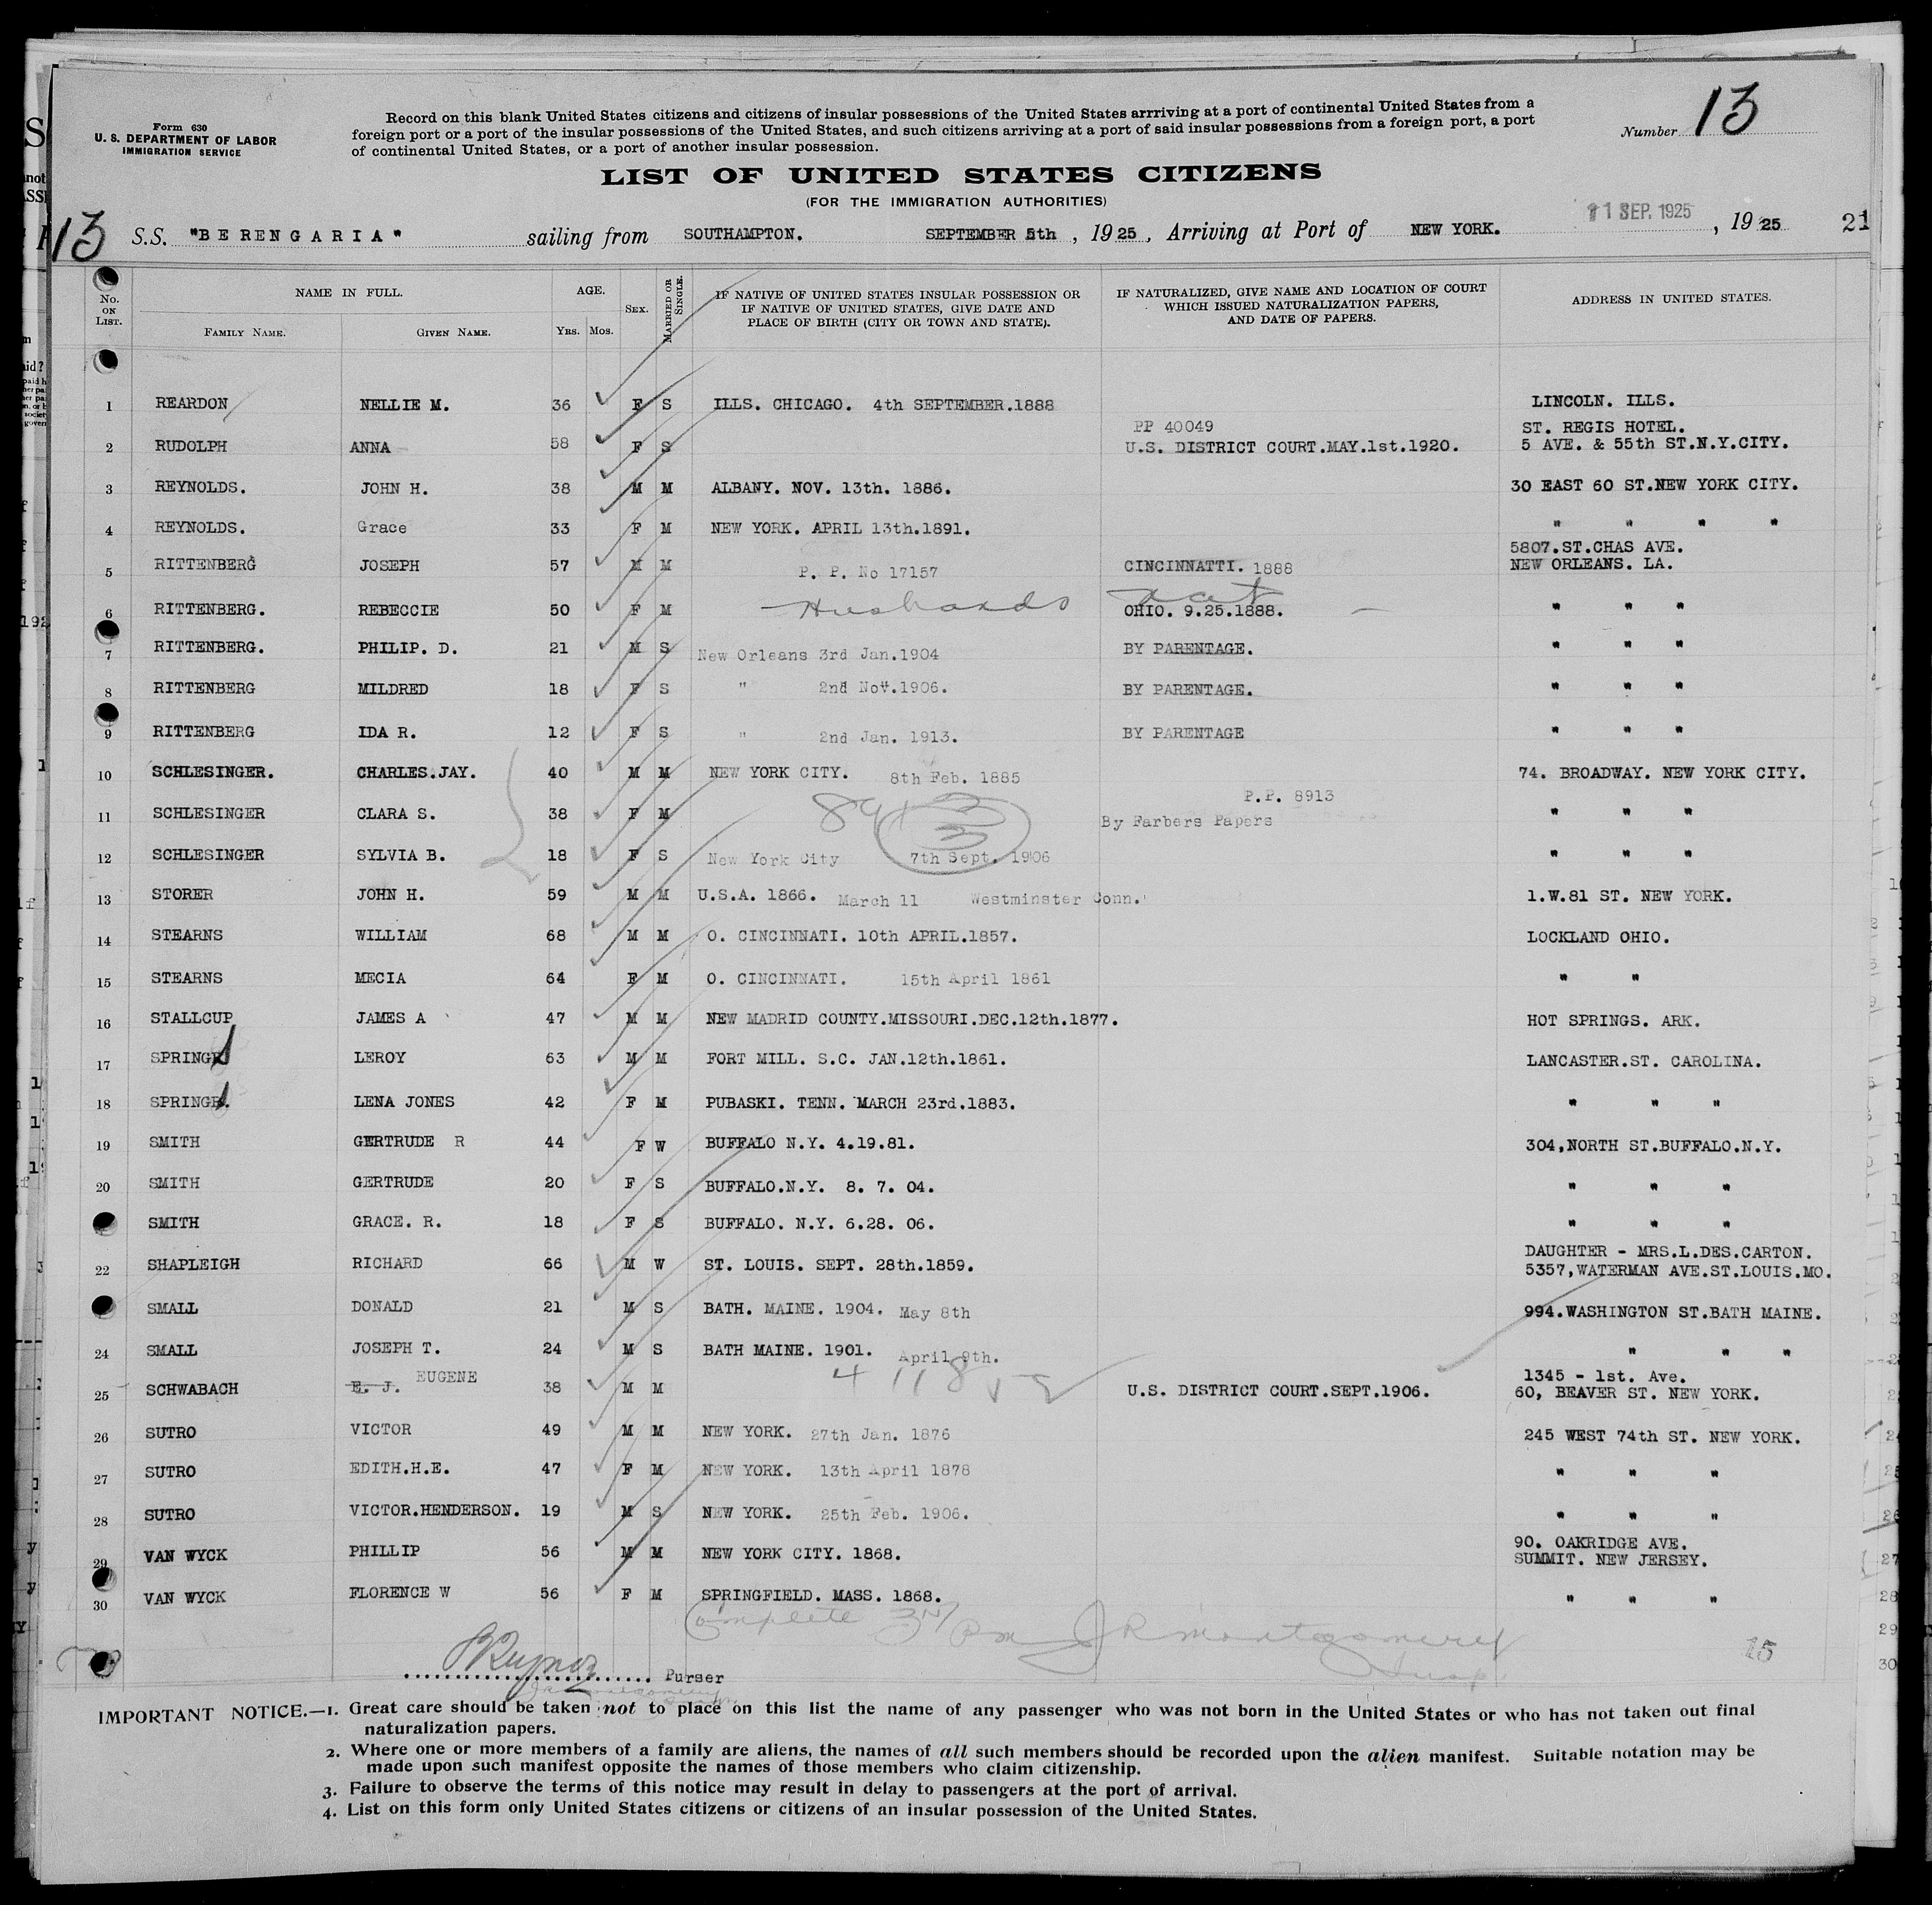 Form 630
U. S. DEPARTMENT OF LABOR
IMMIGRATION SERVICE
Record on this blank United States citizens and citizens of insular possessions of the United States arrriving at a port of continental United States from a
foreign port or a port of the insular possessions of the United States, and such citizens arriving at a port of said insular possessions from a foreign port, a port
of continental United States, or a port of another insular possession.
Number 13
LIST OF UNITED STATES CITIZENS
(FOR THE IMMIGRATION AUTHORITIES)
13 S.S. "BERENGARIA" sailing from SOUTHAMPTON. SEPTEMBER 5th, 1925, Arriving at Port of NEW YORK. 11 SEP. 1925, 1925 21
No. ON LIST. NAME IN FULL. AGE. SEX. MARRIED OR SINGLE. IF NATIVE OF UNITED STATES INSULAR POSSESSION OR IF NATIVE OF UNITED STATES, GIVE DATE AND PLACE OF BIRTH (CITY OR TOWN AND STATE). IF NATURALIZED, GIVE NAME AND LOCATION OF COURT WHICH ISSUED NATURALIZATION PAPERS, AND DATE OF PAPERS. ADDRESS IN UNITED STATES.
FAMILY NAME. GIVEN NAME. YRS. MOS.
1 REARDON NELLIE M. 36 F S ILLS. CHICAGO. 4th SEPTEMBER.1888 LINCOLN. ILLS.
PP 40049 ST. REGIS HOTEL.
2 RUDOLPH ANNA 58 F S U.S. DISTRICT COURT.MAY.1st.1920. 5 AVE. & 55th ST.N.Y.CITY.
3 REYNOLDS. JOHN H. 38 M M ALBANY. NOV. 13th. 1886. 30 EAST 60 ST.NEW YORK CITY.
4 REYNOLDS. Grace 33 F M NEW YORK. APRIL 13th.1891. " " " "
5807.ST.CHAS AVE.
5 RITTENBERG JOSEPH 57 M M P. P. No 17157 CINCINNATTI. 1888 NEW ORLEANS. LA.
6 RITTENBERG. REBECCIE 50 F M Husbands nat OHIO. 9.25.1888. " " "
7 RITTENBERG. PHILIP. D. 21 M S New Orleans 3rd Jan.1904 BY PARENTAGE. " " "
8 RITTENBERG MILDRED 18 F S " 2nd Nov.1906. BY PARENTAGE. " " "
9 RITTENBERG IDA R. 12 F S " 2nd Jan. 1913. BY PARENTAGE " " "
10 SCHLESINGER. CHARLES.JAY. 40 M M NEW YORK CITY. 8th Feb. 1885 74. BROADWAY. NEW YORK CITY.
P.P. 8913
11 SCHLESINGER CLARA S. 38 F M By Farbers Papers " " "
12 SCHLESINGER SYLVIA B. 18 F S New York City 7th Sept. 1906 " " "
13 STORER JOHN H. 59 M M U.S.A. 1866. March 11 Westminster Conn. 1.W.81 ST. NEW YORK.
14 STEARNS WILLIAM 68 M M O. CINCINNATI. 10th APRIL.1857. LOCKLAND OHIO.
15 STEARNS MECIA 64 F M O. CINCINNATI. 15th April 1861 " "
16 STALLCUP JAMES A 47 M M NEW MADRID COUNTY.MISSOURI.DEC.12th.1877. HOT SPRINGS. ARK.
17 SPRINGS LEROY 63 M M FORT MILL. S.C. JAN.12th.1861. LANCASTER.ST. CAROLINA.
18 SPRINGS. LENA JONES 42 F M PUBASKI. TENN. MARCH 23rd.1883. " " "
19 SMITH GERTRUDE R 44 F W BUFFALO N.Y. 4.19.81. 304,NORTH ST.BUFFALO.N.Y.
20 SMITH GERTRUDE 20 F S BUFFALO.N.Y. 8. 7. 04. " " "
SMITH GRACE. R. 18 F S BUFFALO. N.Y. 6.28. 06. " " "
DAUGHTER - MRS.L.DES.CARTON.
22 SHAPLEIGH RICHARD 66 M W ST. LOUIS. SEPT. 28th.1859. 5357,WATERMAN AVE.ST.LOUIS.MO.
SMALL DONALD 21 M S BATH. MAINE. 1904. May 8th 994.WASHINGTON ST.BATH MAINE.
24 SMALL JOSEPH T. 24 M S BATH MAINE. 1901. April 9th. " " "
1345 - 1st. Ave.
25 SCHWABACH E. J. EUGENE 38 M M U.S. DISTRICT COURT.SEPT.1906. 60, BEAVER ST. NEW YORK.
26 SUTRO VICTOR 49 M M NEW YORK. 27th Jan. 1876 245 WEST 74th ST. NEW YORK.
27 SUTRO EDITH.H.E. 47 F M NEW YORK. 13th April 1878 " " "
28 SUTRO VICTOR.HENDERSON. 19 M S NEW YORK. 25th Feb. 1906. " " "
90. OAKRIDGE AVE.
29 VAN WYCK PHILLIP 56 M M NEW YORK CITY. 1868. SUMMIT. NEW JERSEY.
30 VAN WYCK FLORENCE W 56 F M SPRINGFIELD. MASS. 1868. " " "
Complete JR Montgomery Insp. 15
Purser
IMPORTANT NOTICE.—1. Great care should be taken not to place on this list the name of any passenger who was not born in the United States or who has not taken out final
naturalization papers.
2. Where one or more members of a family are aliens, the names of all such members should be recorded upon the alien manifest. Suitable notation may be
made upon such manifest opposite the names of those members who claim citizenship.
3. Failure to observe the terms of this notice may result in delay to passengers at the port of arrival.
4. List on this form only United States citizens or citizens of an insular possession of the United States.